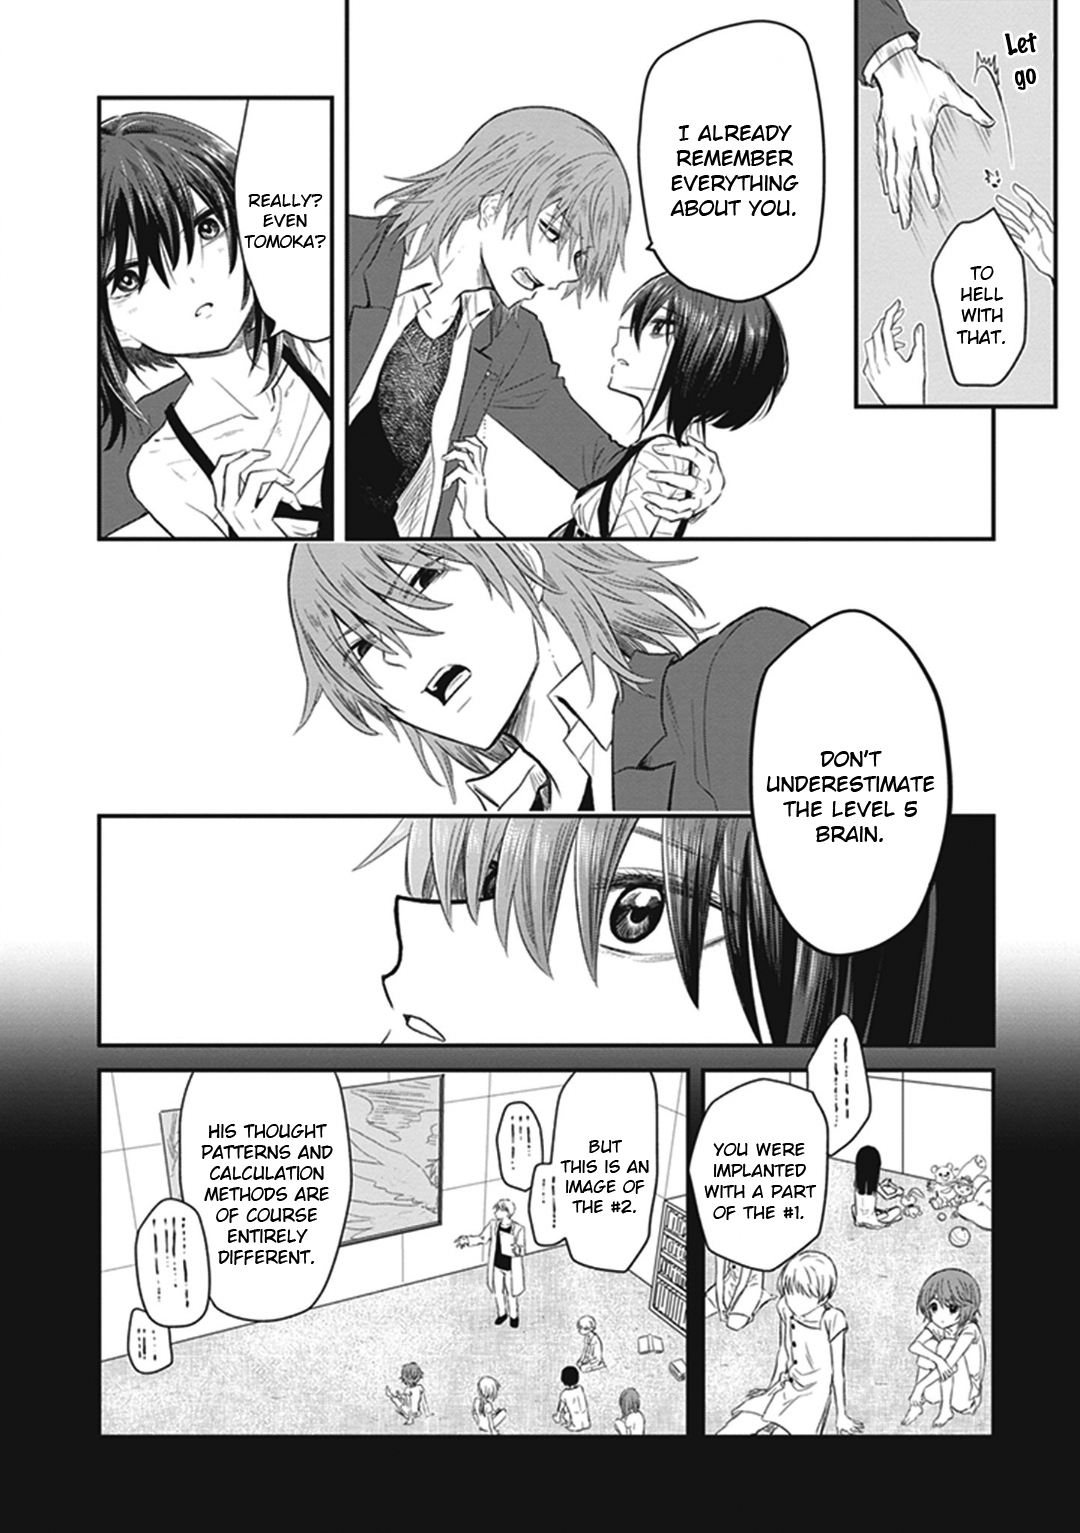 Let
go
TO
HELL
WITH
THAT.
I ALREADY
REMEMBER
EVERYTHING
ABOUT YOU.
REALLY?
EVEN
TOMOKA?
DON'T
UNDERESTIMATE
THE LEVEL 5
BRAIN.
YOU WERE
IMPLANTED
WITH A PART
OF THE #1.
BUT
THIS IS AN
IMAGE OF
THE #2.
HIS THOUGHT
PATTERNS AND
CALCULATION
METHODS ARE
OF COURSE
ENTIRELY
DIFFERENT.